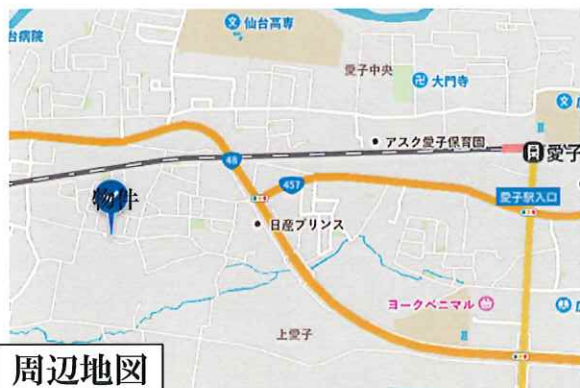 仙台高専
台病院
愛子中央
大門寺
アスク愛子保育園
愛子
48
457
物件
愛子駅入口
日産プリンス
ヨークベニマル
上愛子
周辺地図